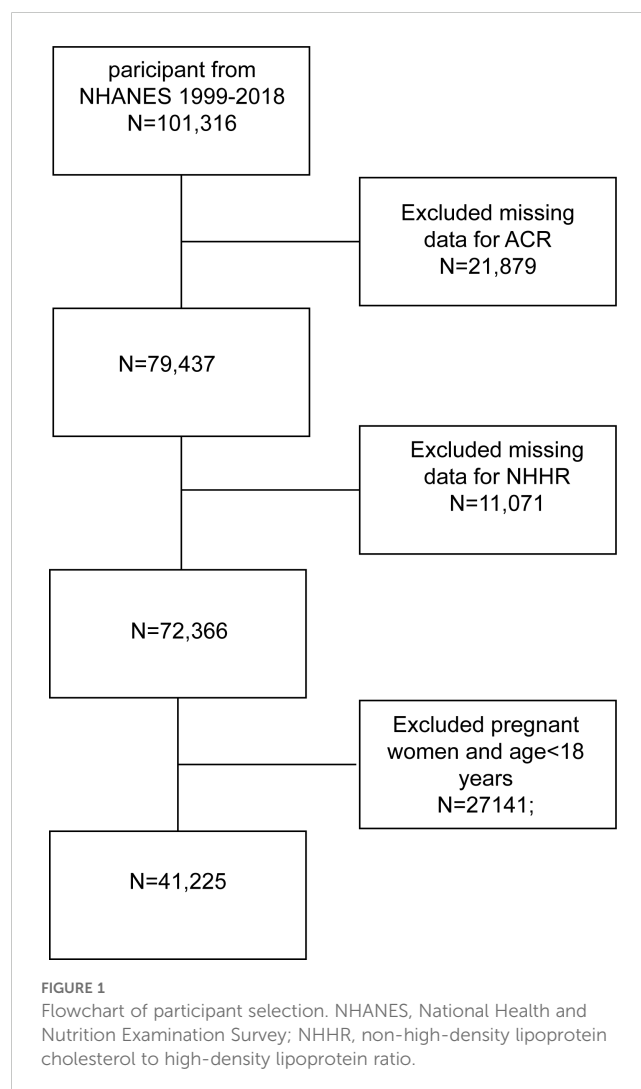 paricipant from
NHANES 1999-2018
N=101,316
Excluded missing
data for ACR
N=21,879
N=79,437
Excluded missing
data for NHHR
N=11,071
N=72,366
Excluded pregnant
women and age<18
years
N=27141;
N=41,225
FIGURE 1
Flowchart of participant selection. NHANES, National Health and
Nutrition Examination Survey; NHHR, non-high-density lipoprotein
cholesterol to high-density lipoprotein ratio.